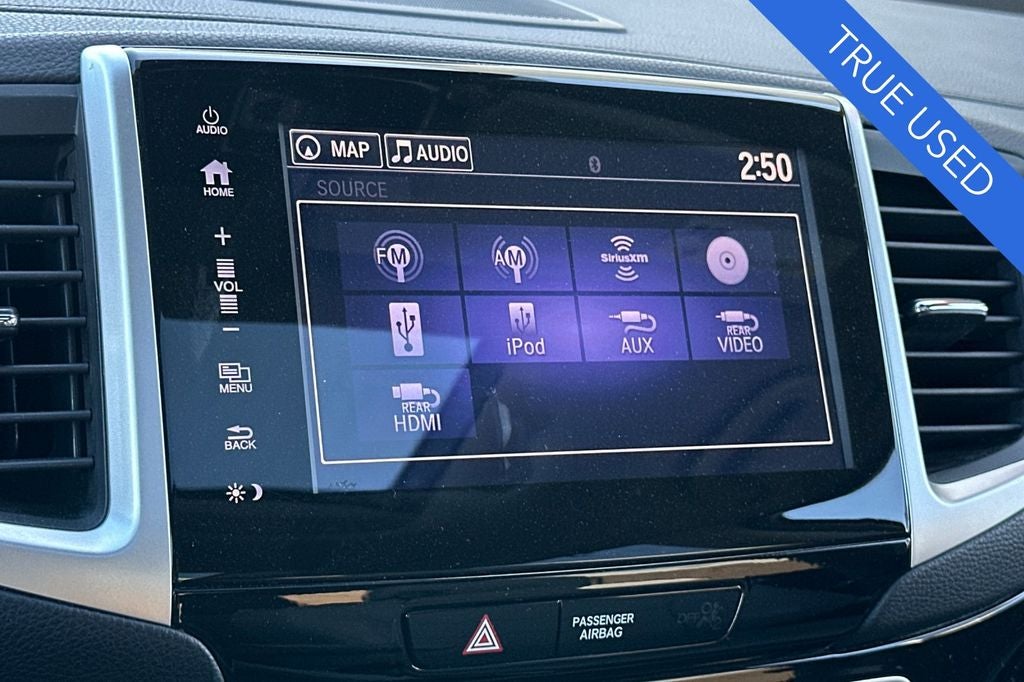 TRUE USED
AUDIO
HOME
+
VOL
−
MENU
BACK
MAP
AUDIO
2:50
SOURCE
FM
AM
SiriusXM
iPod
AUX
REAR
VIDEO
REAR
HDMI
PASSENGER
AIRBAG
OFF